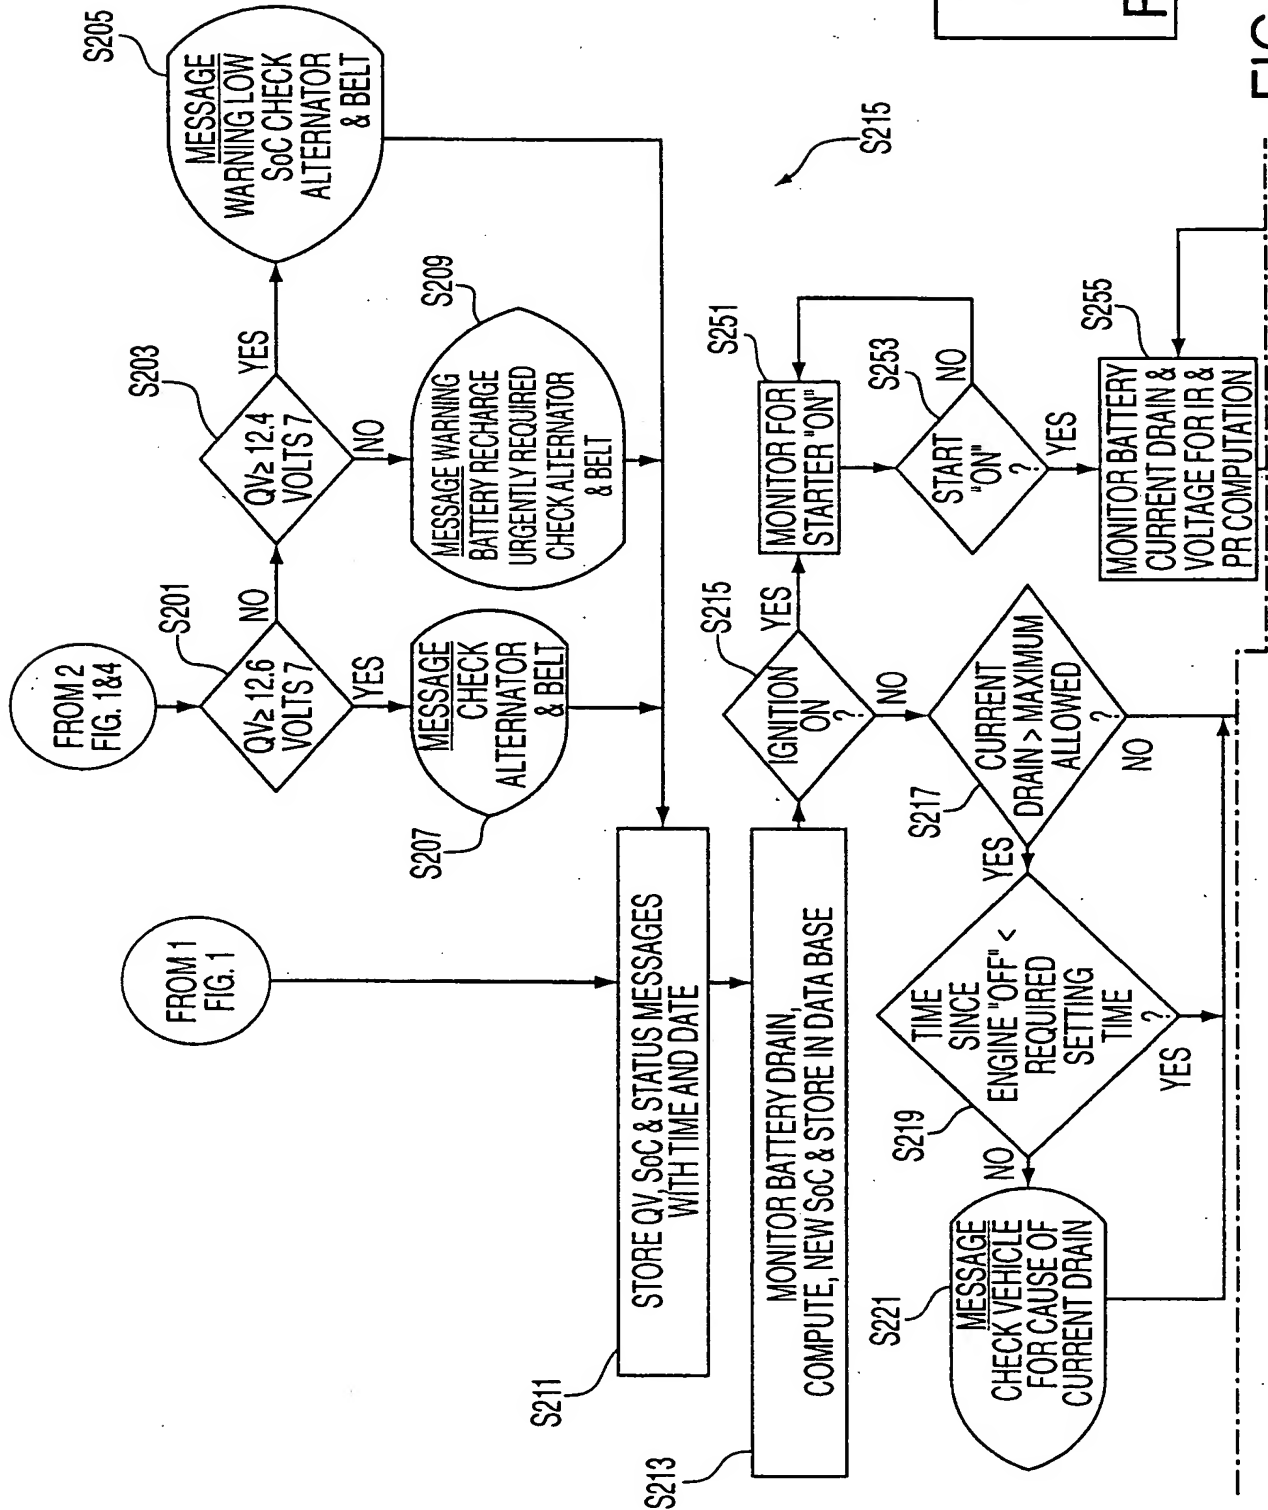 FROM 2
FIG. 1&4
S201
QV≥ 12.6
VOLTS 7
NO
YES
S203
QV≥ 12.4
VOLTS 7
YES
NO
S205
MESSAGE
WARNING LOW
SoC CHECK
ALTERNATOR
& BELT
S207
MESSAGE
CHECK
ALTERNATOR
& BELT
S209
MESSAGE WARNING
BATTERY RECHARGE
URGENTLY REQUIRED
CHECK ALTERNATOR
& BELT
FROM 1
FIG. 1
S211
STORE QV, SoC & STATUS MESSAGES
WITH TIME AND DATE
S213
MONITOR BATTERY DRAIN,
COMPUTE, NEW SoC & STORE IN DATA BASE
S215
S215
IGNITION
ON
?
YES
NO
S251
MONITOR FOR
STARTER "ON"
S253
START
"ON"
?
NO
YES
S255
MONITOR BATTERY
CURRENT DRAIN &
VOLTAGE FOR IR &
PR COMPUTATION
S217
CURRENT
DRAIN > MAXIMUM
ALLOWED
?
YES
NO
S219
TIME
SINCE
ENGINE "OFF" <
REQUIRED
SETTING
TIME
?
NO
YES
S221
MESSAGE
CHECK VEHICLE
FOR CAUSE OF
CURRENT DRAIN